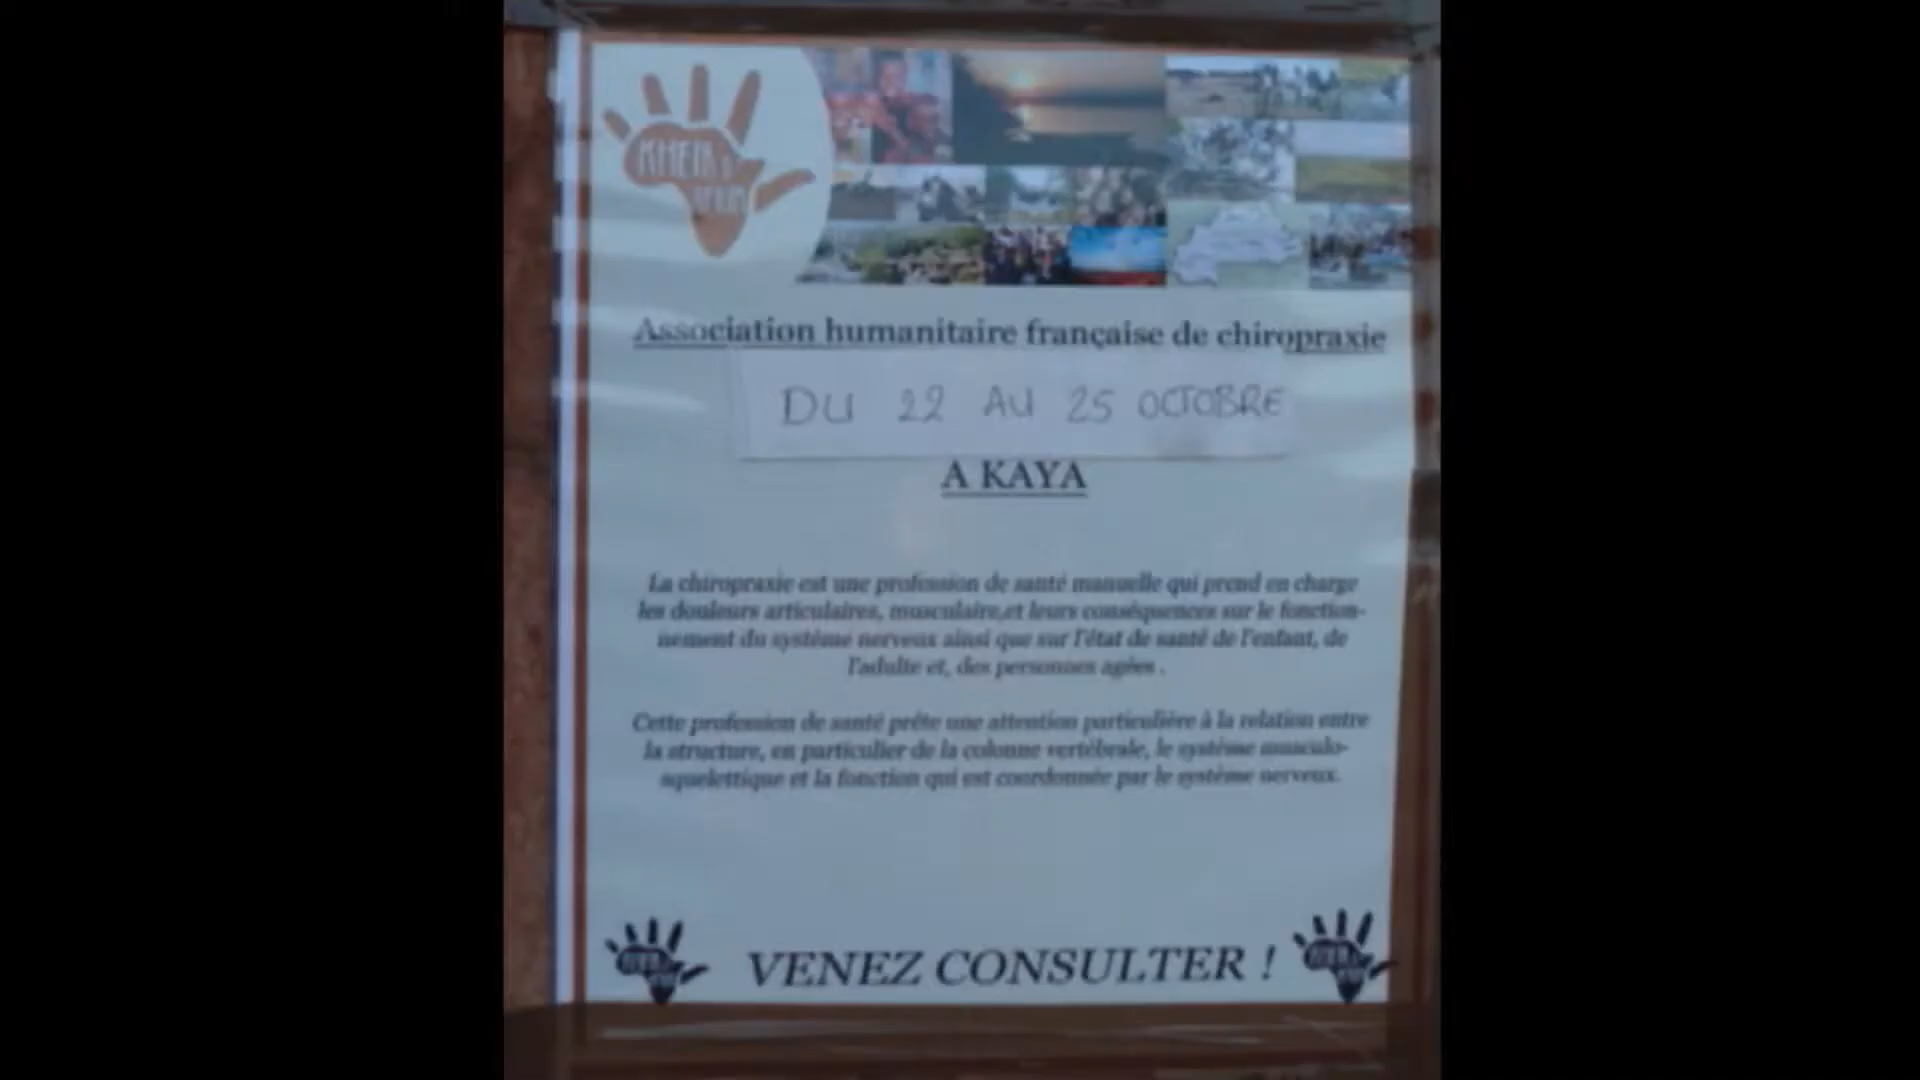 Association humanitaire française de chiropraxie
DU 22 AU 25 OCTOBRE
A KAYA
La chiropraxie est une profession de santé manuelle qui prend en charge
les douleurs articulaires, musculaire,et leurs conséquences sur le fonction-
nement du système nerveux ainsi que sur l'état de santé de l'enfant, de
l'adulte et, des personnes agées .
Cette profession de santé prête une attention particulière à la relation entre
la structure, en particulier de la colonne vertébrale, le système musculo-
squelettique et la fonction qui est coordonnée par le système nerveux.
VENEZ CONSULTER !